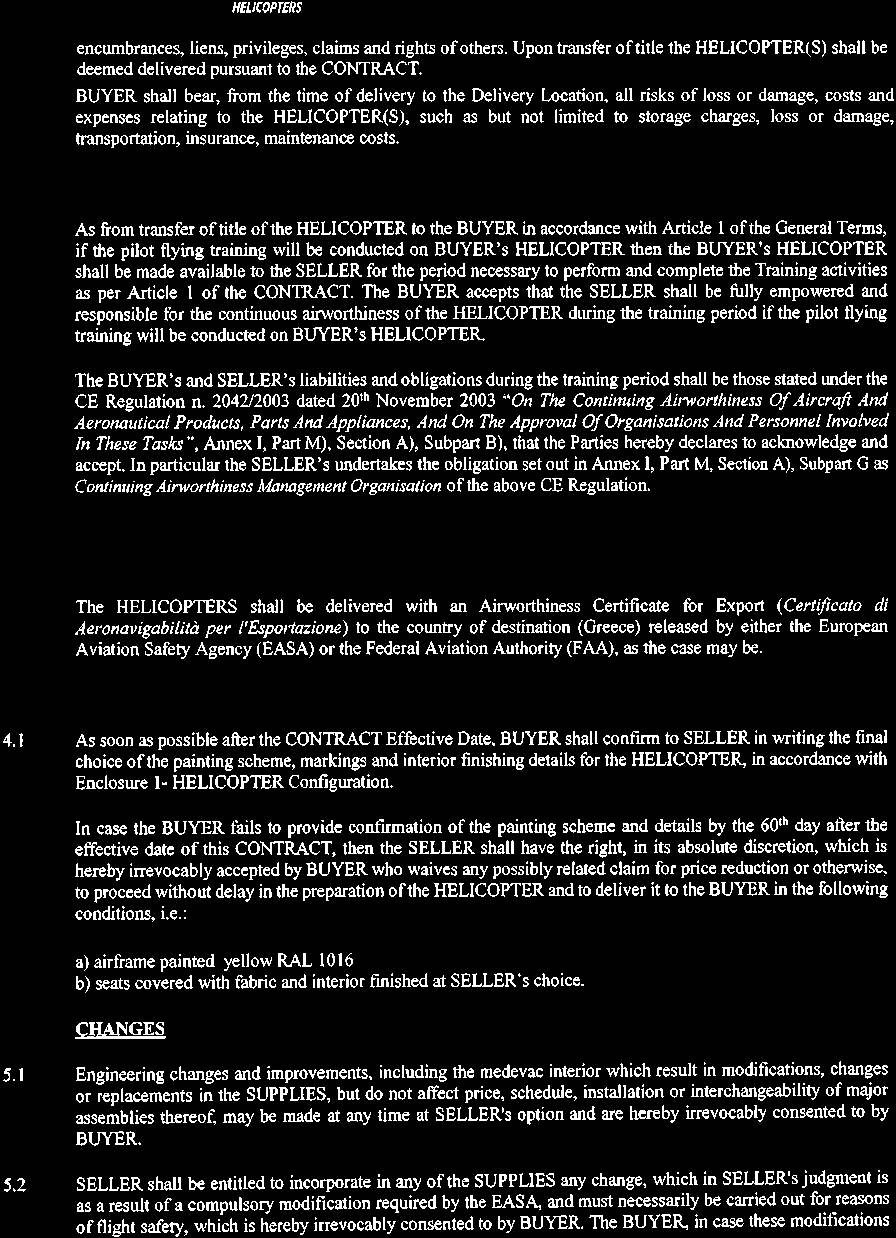 HELICOPTERS
encumbrances, liens, privileges, claims and rights of others. Upon transfer of title the HELICOPTER(S) shall be
deemed delivered pursuant to the CONTRACT.
BUYER shall bear, from the time of delivery to the Delivery Location, all risks of loss or damage, costs and
expenses relating to the HELICOPTER(S), such as but not limited to storage charges, loss or damage,
transportation, insurance, maintenance costs.
As from transfer of title of the HELICOPTER to the BUYER in accordance with Article 1 of the General Terms,
if the pilot flying training will be conducted on BUYER's HELICOPTER then the BUYER's HELICOPTER
shall be made available to the SELLER for the period necessary to perform and complete the Training activities
as per Article 1 of the CONTRACT. The BUYER accepts that the SELLER shall be fully empowered and
responsible for the continuous airworthiness of the HELICOPTER during the training period if the pilot flying
training will be conducted on BUYER's HELICOPTER.
The BUYER's and SELLER's liabilities and obligations during the training period shall be those stated under the
CE Regulation n. 2042/2003 dated 20th November 2003 "On The Continuing Airworthiness Of Aircraft And
Aeronautical Products, Parts And Appliances, And On The Approval Of Organisations And Personnel Involved
In These Tasks", Annex I, Part M), Section A), Subpart B), that the Parties hereby declares to acknowledge and
accept. In particular the SELLER's undertakes the obligation set out in Annex I, Part M, Section A), Subpart G as
Continuing Airworthiness Management Organisation of the above CE Regulation.
The HELICOPTERS shall be delivered with an Airworthiness Certificate for Export (Certificato di
Aeronavigabilità per l'Esportazione) to the country of destination (Greece) released by either the European
Aviation Safety Agency (EASA) or the Federal Aviation Authority (FAA), as the case may be.
4.1 As soon as possible after the CONTRACT Effective Date, BUYER shall confirm to SELLER in writing the final
choice of the painting scheme, markings and interior finishing details for the HELICOPTER, in accordance with
Enclosure 1- HELICOPTER Configuration.
In case the BUYER fails to provide confirmation of the painting scheme and details by the 60th day after the
effective date of this CONTRACT, then the SELLER shall have the right, in its absolute discretion, which is
hereby irrevocably accepted by BUYER who waives any possibly related claim for price reduction or otherwise,
to proceed without delay in the preparation of the HELICOPTER and to deliver it to the BUYER in the following
conditions, i.e.:
a) airframe painted yellow RAL 1016
b) seats covered with fabric and interior finished at SELLER's choice.
CHANGES
5.1 Engineering changes and improvements, including the medevac interior which result in modifications, changes
or replacements in the SUPPLIES, but do not affect price, schedule, installation or interchangeability of major
assemblies thereof, may be made at any time at SELLER's option and are hereby irrevocably consented to by
BUYER.
5.2 SELLER shall be entitled to incorporate in any of the SUPPLIES any change, which in SELLER's judgment is
as a result of a compulsory modification required by the EASA, and must necessarily be carried out for reasons
of flight safety, which is hereby irrevocably consented to by BUYER. The BUYER, in case these modifications